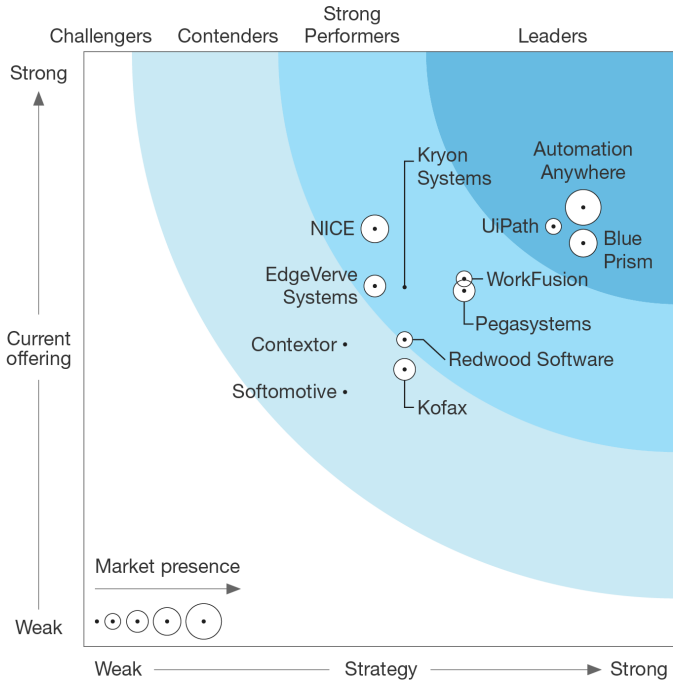 Strong
Challengers
Contenders
Performers
Leaders
Strong
Kryon
Systems
Automation
Anywhere
NICE
UiPath
Blue
Prism
EdgeVerve
Systems
WorkFusion
Pegasystems
Current
offering
Contextor
Redwood Software
Softomotive
Kofax
Market presence
Weak
Weak
Strategy
Strong